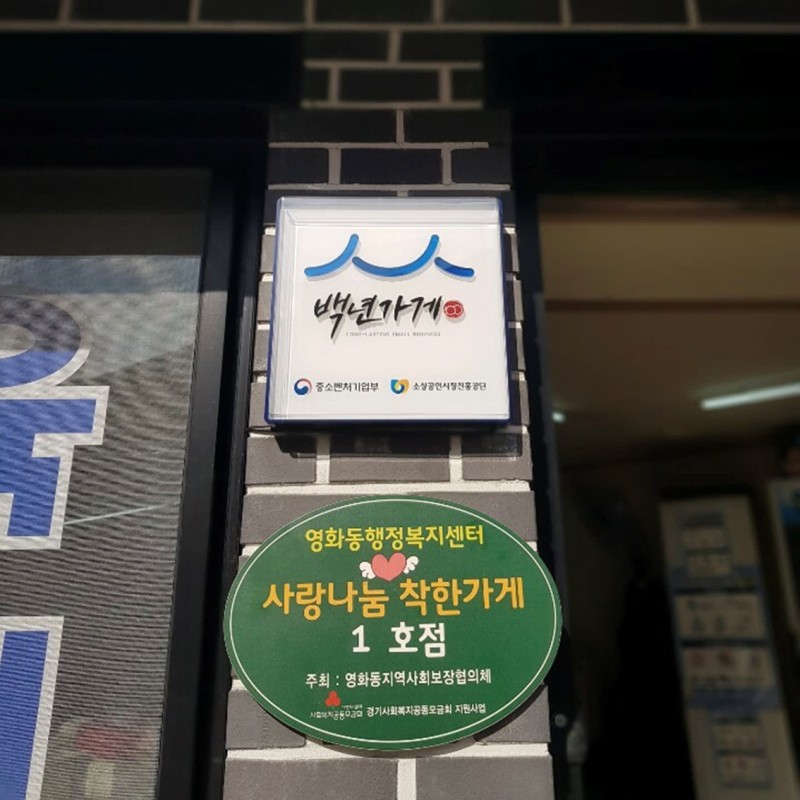 백년가게
LONG-LASTING SMALL BUSINESS
중소벤처기업부 소상공인시장진흥공단
영화동행정복지센터
사랑나눔 착한가게
1 호점
주최 : 영화동지역사회보장협의체
사회복지공동모금회 경기사회복지공동모금회 지원사업